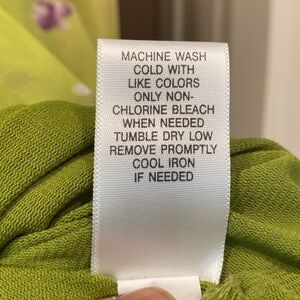 MACHINE WASH
COLD WITH
LIKE COLORS
ONLY NON-
CHLORINE BLEACH
WHEN NEEDED
TUMBLE DRY LOW
REMOVE PROMPTLY
COOL IRON
IF NEEDED